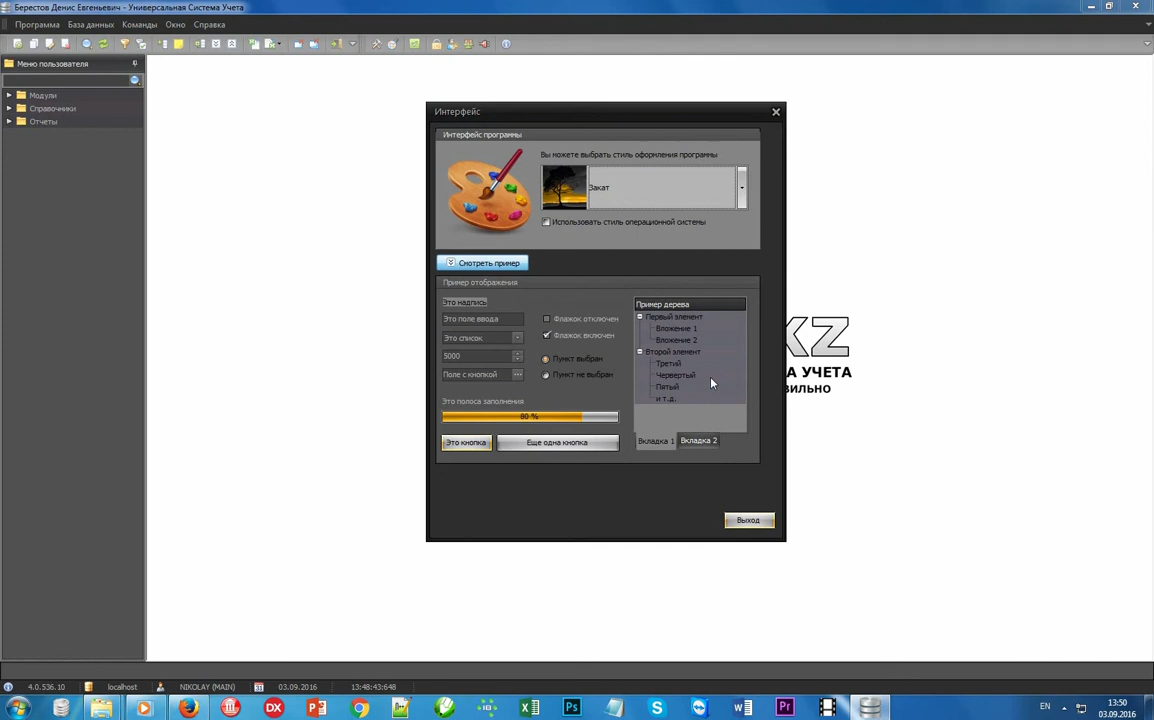 Берестов Денис Евгеньевич - Универсальная Система Учета
Программа База данных Команды Окно Справка
Меню пользователя
Модули
Справочники
Отчеты
Интерфейс
Интерфейс программы
Вы можете выбрать стиль оформления программы
Закат
Использовать стиль операционной системы
Смотреть пример
Пример отображения
Это надпись
Это поле ввода
Это список
5000
Поле с кнопкой
Флажок отключен
Флажок включен
Пункт выбран
Пункт не выбран
Это полоса заполнения
80 %
Это кнопка
Еще одна кнопка
Пример дерева
Первый элемент
Вложение 1
Вложение 2
Второй элемент
Третий
Червертый
Пятый
и т.д.
Вкладка 1 Вкладка 2
Выход
KZ
А УЧЕТА
вильно
4.0.536.10 localhost NIKOLAY (MAIN) 03.09.2016 13:48:43:648
EN
13:50
03.09.2016